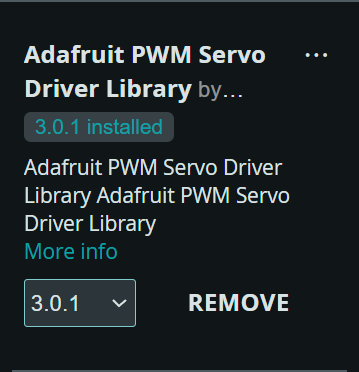 Adafruit PWM Servo ...
Driver Library by...
3.0.1 installed
Adafruit PWM Servo Driver
Library Adafruit PWM Servo
Driver Library
More info
3.0.1 REMOVE